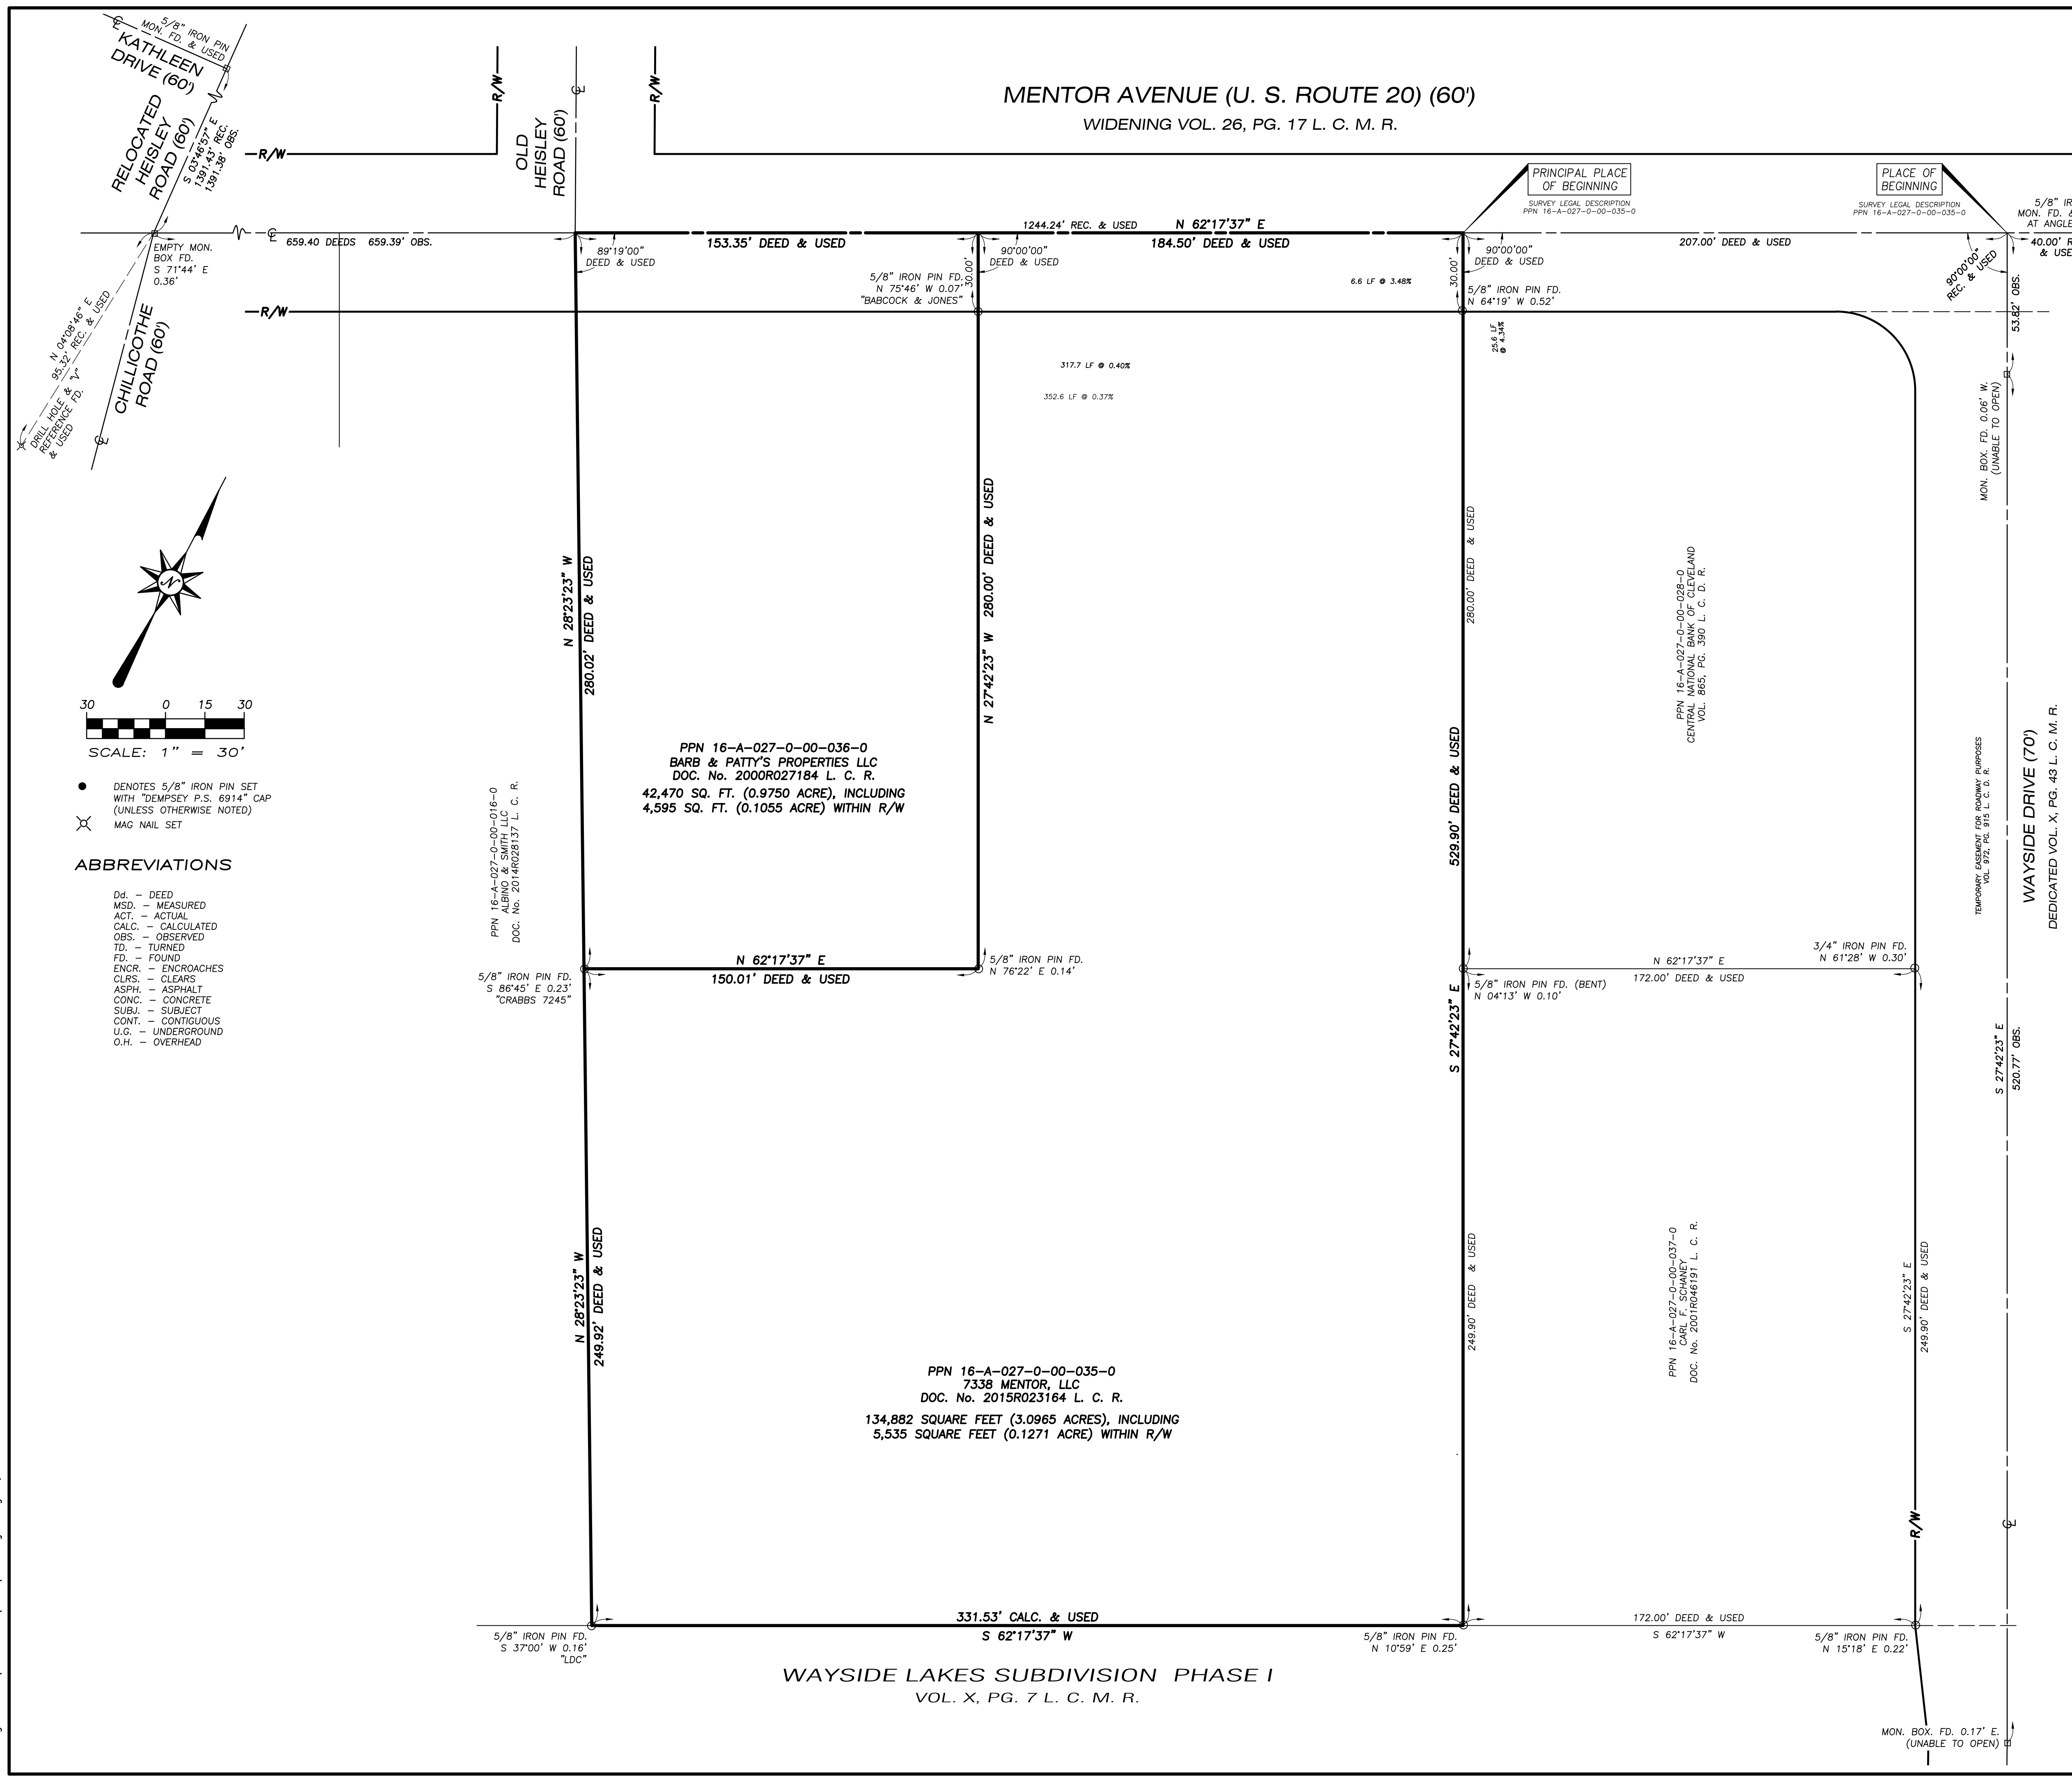 5/8" IRON PIN
MON. FD. & USED
KATHLEEN
DRIVE (60')
RELOCATED
HEISLEY
ROAD (60')
S 03°46'57" E
1391.43' REC.
1391.38' OBS.
R/W
R/W
R/W
OLD
HEISLEY
ROAD (60')
MENTOR AVENUE (U. S. ROUTE 20) (60')
WIDENING VOL. 26, PG. 17 L. C. M. R.
PRINCIPAL PLACE
OF BEGINNING
SURVEY LEGAL DESCRIPTION
PPN 16-A-027-0-00-035-0
PLACE OF
BEGINNING
SURVEY LEGAL DESCRIPTION
PPN 16-A-027-0-00-035-0
MON. FD. &
AT ANGLE
40.00'
659.40 DEEDS 659.39' OBS.
1244.24' REC. & USED N 62°17'37" E
153.35' DEED & USED
184.50' DEED & USED
207.00' DEED & USED
EMPTY MON.
BOX FD.
S 71°44' E
0.36'
89°19'00"
DEED & USED
90°00'00"
DEED & USED
90°00'00"
DEED & USED
90°00'00"
REC. & USED
30.00'
30.00'
5/8" IRON PIN FD.
N 75°46' W 0.07'
"BABCOCK & JONES"
6.6 LF @ 3.48%
5/8" IRON PIN FD.
N 64°19' W 0.52'
53.82' OBS.
R/W
25.6 LF
@ 4.34%
317.7 LF @ 0.40%
352.6 LF @ 0.37%
N 04°08'46" E
95.32' REC. & USED
DRILL HOLE & "V"
REFERENCE FD.
& USED
CHILLICOTHE
ROAD (60')
MON. BOX. FD. 0.06' W.
(UNABLE TO OPEN)
N
30 0 15 30
SCALE: 1" = 30'
DENOTES 5/8" IRON PIN SET
WITH "DEMPSEY P.S. 6914" CAP
(UNLESS OTHERWISE NOTED)
MAG NAIL SET
ABBREVIATIONS
Dd. - DEED
MSD. - MEASURED
ACT. - ACTUAL
CALC. - CALCULATED
OBS. - OBSERVED
TD. - TURNED
FD. - FOUND
ENCR. - ENCROACHES
CLRS. - CLEARS
ASPH. - ASPHALT
CONC. - CONCRETE
SUBJ. - SUBJECT
CONT. - CONTIGUOUS
U.G. - UNDERGROUND
O.H. - OVERHEAD
N 28°23'23" W
280.02' DEED & USED
N 27°42'23" W 280.00' DEED & USED
280.00' DEED & USED
529.90' DEED & USED
S 27°42'23" E
PPN 16-A-027-0-00-028-0
CENTRAL NATIONAL BANK OF CLEVELAND
VOL. 865, PG. 390 L. C. D. R.
PPN 16-A-027-0-00-036-0
BARB & PATTY'S PROPERTIES LLC
DOC. No. 2000R027184 L. C. R.
42,470 SQ. FT. (0.9750 ACRE), INCLUDING
4,595 SQ. FT. (0.1055 ACRE) WITHIN R/W
PPN 16-A-027-0-00-016-0
ALBINO & SMITH LLC
DOC. No. 2014R028137 L. C. R.
TEMPORARY EASEMENT FOR ROADWAY PURPOSES
VOL. 972, PG. 915 L. C. D. R.
WAYSIDE DRIVE (70')
DEDICATED VOL. X, PG. 43 L. C. M. R.
5/8" IRON PIN FD.
S 86°45' E 0.23'
"CRABBS 7245"
N 62°17'37" E
150.01' DEED & USED
5/8" IRON PIN FD.
N 76°22' E 0.14'
5/8" IRON PIN FD. (BENT)
N 04°13' W 0.10'
N 62°17'37" E
172.00' DEED & USED
3/4" IRON PIN FD.
N 61°28' W 0.30'
S 27°42'23" E
520.77' OBS.
N 28°23'23" W
249.92' DEED & USED
249.90' DEED & USED
PPN 16-A-027-0-00-037-0
CARL F. SCHANEY
DOC. No. 2001R046191 L. C. R.
S 27°42'23" E
249.90' DEED & USED
PPN 16-A-027-0-00-035-0
7338 MENTOR, LLC
DOC. No. 2015R023164 L. C. R.
134,882 SQUARE FEET (3.0965 ACRES), INCLUDING
5,535 SQUARE FEET (0.1271 ACRE) WITHIN R/W
R/W
331.53' CALC. & USED
S 62°17'37" W
172.00' DEED & USED
S 62°17'37" W
5/8" IRON PIN FD.
S 37°00' W 0.16'
"LDC"
5/8" IRON PIN FD.
N 10°59' E 0.25'
5/8" IRON PIN FD.
N 15°18' E 0.22'
WAYSIDE LAKES SUBDIVISION PHASE I
VOL. X, PG. 7 L. C. M. R.
MON. BOX. FD. 0.17' E.
(UNABLE TO OPEN)